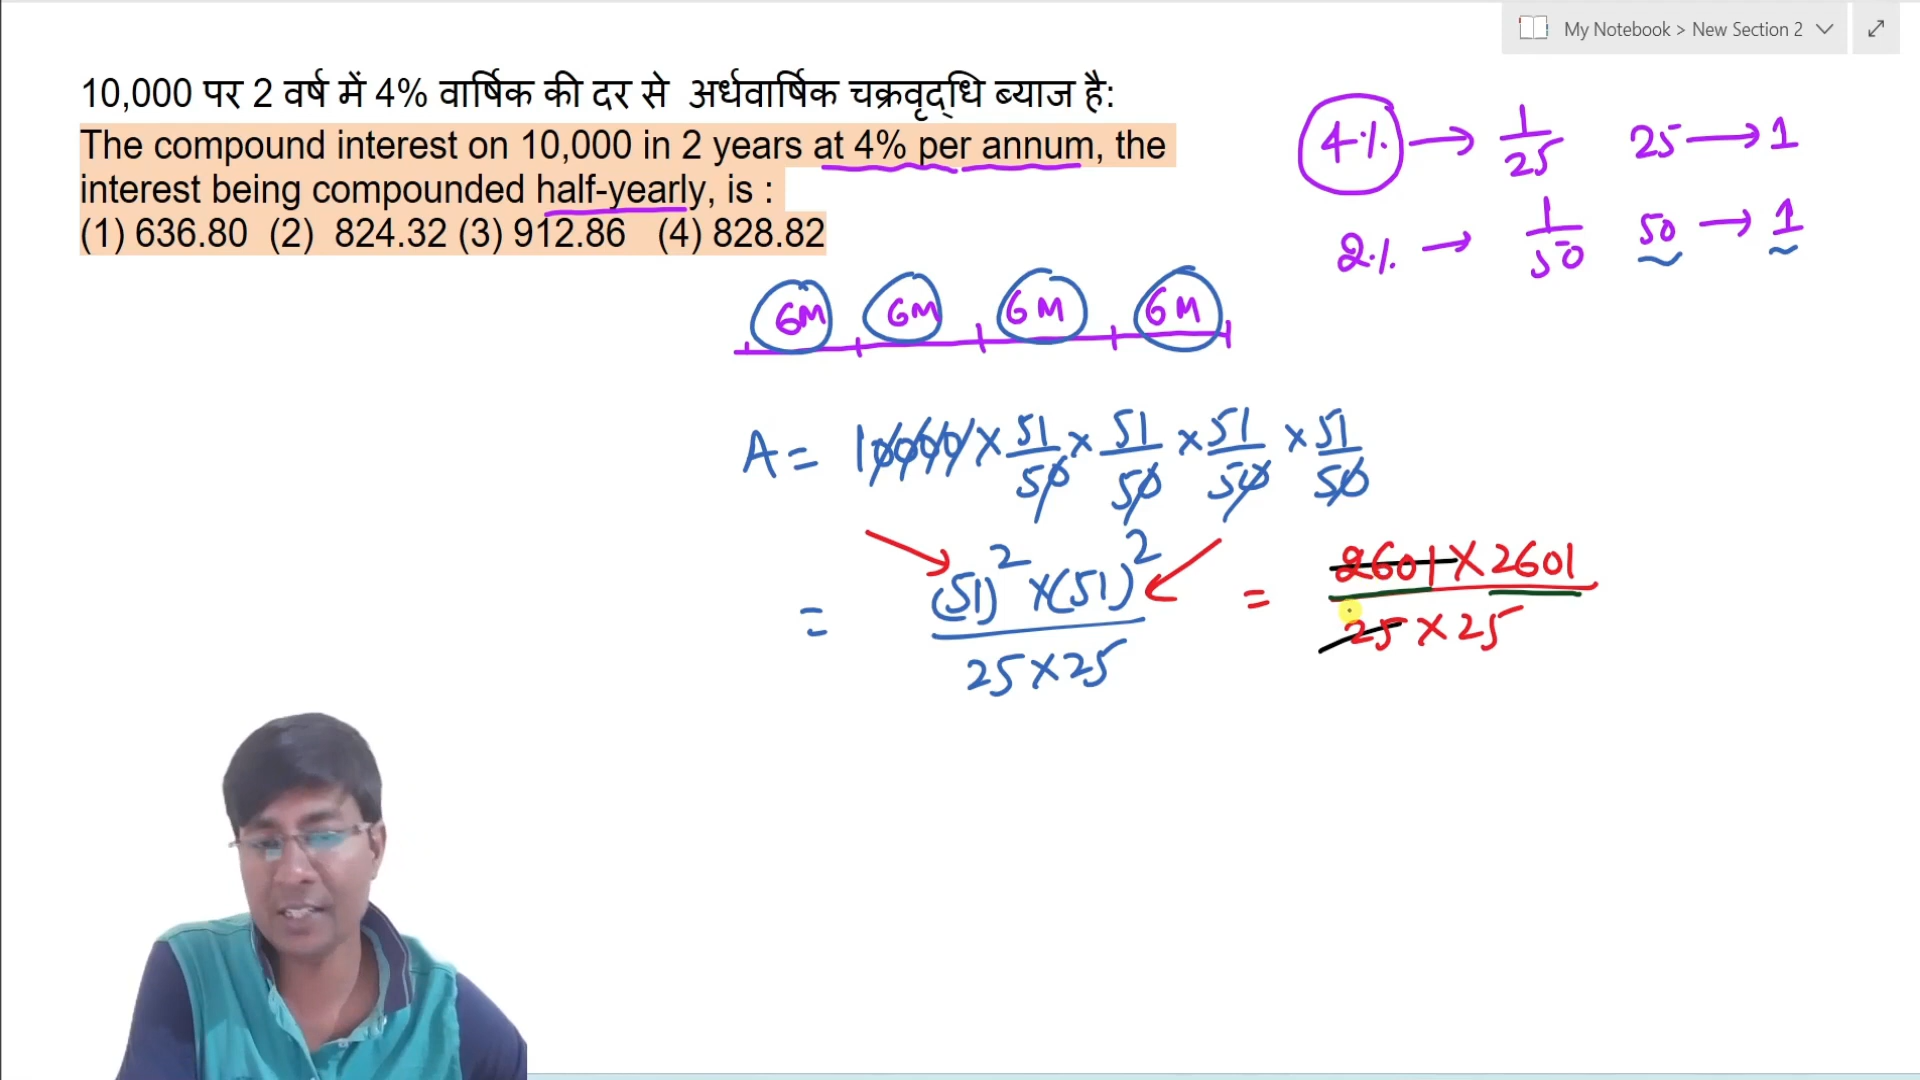 My Notebook > New Section 2
10,000 पर 2 वर्ष में 4% वार्षिक की दर से अर्धवार्षिक चक्रवृद्धि ब्याज है:
The compound interest on 10,000 in 2 years at 4% per annum, the
interest being compounded half-yearly, is :
(1) 636.80 (2) 824.32 (3) 912.86 (4) 828.82
4% → 1/25 25 → 1
2% → 1/50 50 → 1
6M 6M 6M 6M
A = 10000 × 51/50 × 51/50 × 51/50 × 51/50
= (51)² × (51)² / 25 × 25 = 2601 × 2601 / 25 × 25